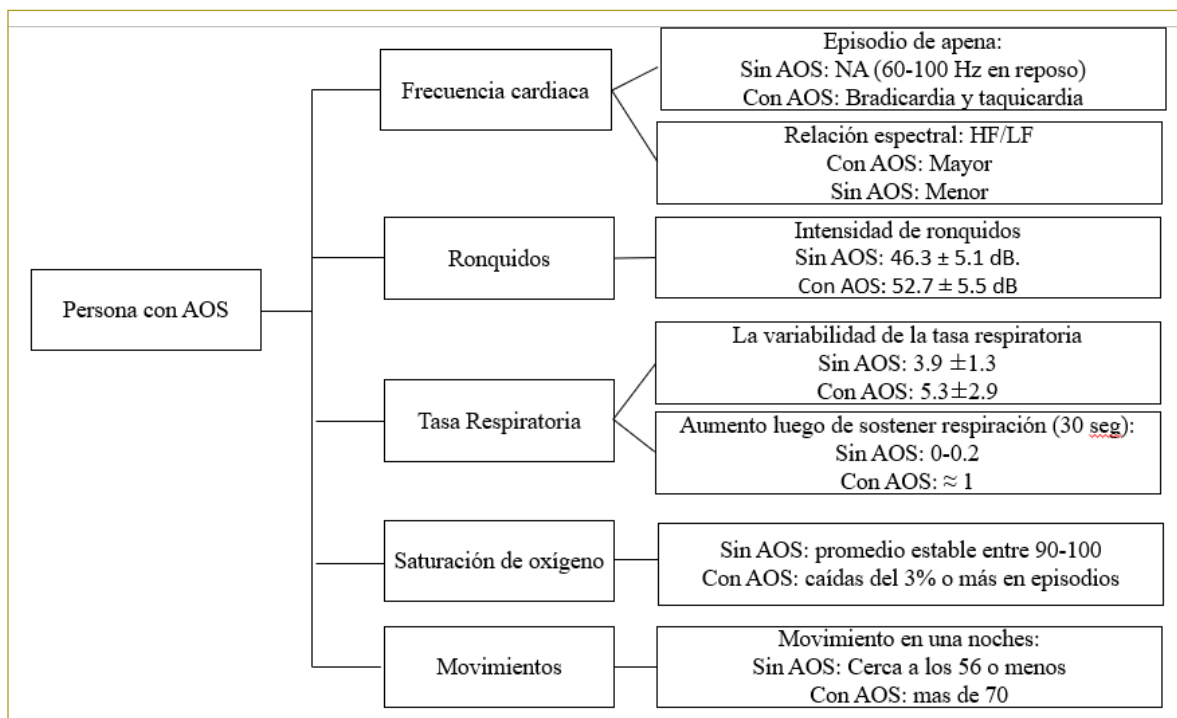 Persona con AOS
Frecuencia cardiaca
Episodio de apena:
Sin AOS: NA (60-100 Hz en reposo)
Con AOS: Bradicardia y taquicardia
Relación espectral: HF/LF
Con AOS: Mayor
Sin AOS: Menor
Ronquidos
Intensidad de ronquidos
Sin AOS: 46.3 ± 5.1 dB.
Con AOS: 52.7 ± 5.5 dB
Tasa Respiratoria
La variabilidad de la tasa respiratoria
Sin AOS: 3.9 ±1.3
Con AOS: 5.3±2.9
Aumento luego de sostener respiración (30 seg):
Sin AOS: 0-0.2
Con AOS: ≈ 1
Saturación de oxígeno
Sin AOS: promedio estable entre 90-100
Con AOS: caídas del 3% o más en episodios
Movimientos
Movimiento en una noches:
Sin AOS: Cerca a los 56 o menos
Con AOS: mas de 70